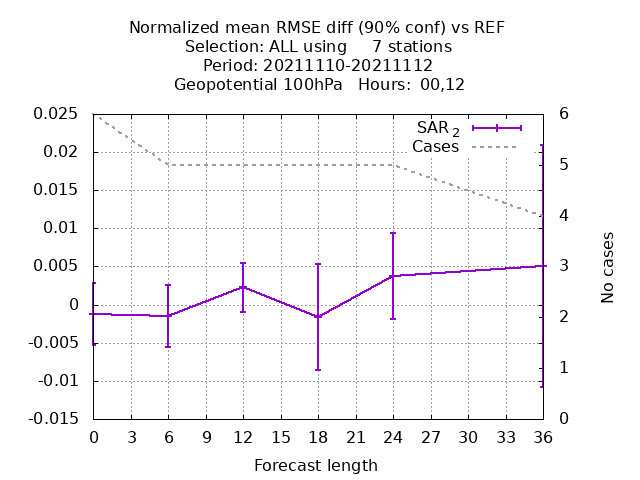 Normalized mean RMSE diff (90% conf) vs REF
Selection: ALL using 7 stations
Period: 20211110-20211112
Geopotential 100hPa Hours: 00,12
0.025
0.02
0.015
0.01
0.005
0
-0.005
-0.01
-0.015
SAR 2
Cases
6
5
4
3
2
1
0
No cases
0 3 6 9 12 15 18 21 24 27 30 33 36
Forecast length